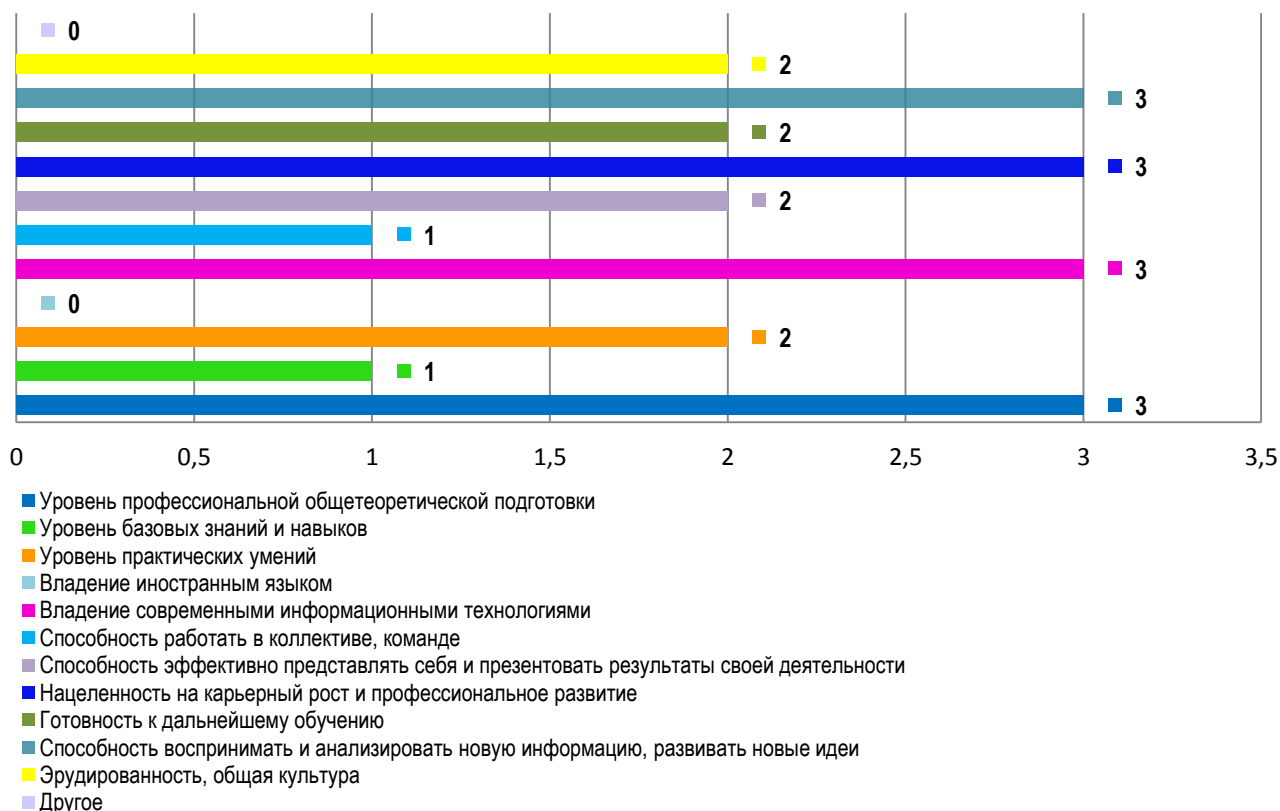 0
2
3
2
3
2
1
3
0
2
1
3
0 0,5 1 1,5 2 2,5 3 3,5
Уровень профессиональной общетеоретической подготовки
Уровень базовых знаний и навыков
Уровень практических умений
Владение иностранным языком
Владение современными информационными технологиями
Способность работать в коллективе, команде
Способность эффективно представлять себя и презентовать результаты своей деятельности
Нацеленность на карьерный рост и профессиональное развитие
Готовность к дальнейшему обучению
Способность воспринимать и анализировать новую информацию, развивать новые идеи
Эрудированность, общая культура
Другое